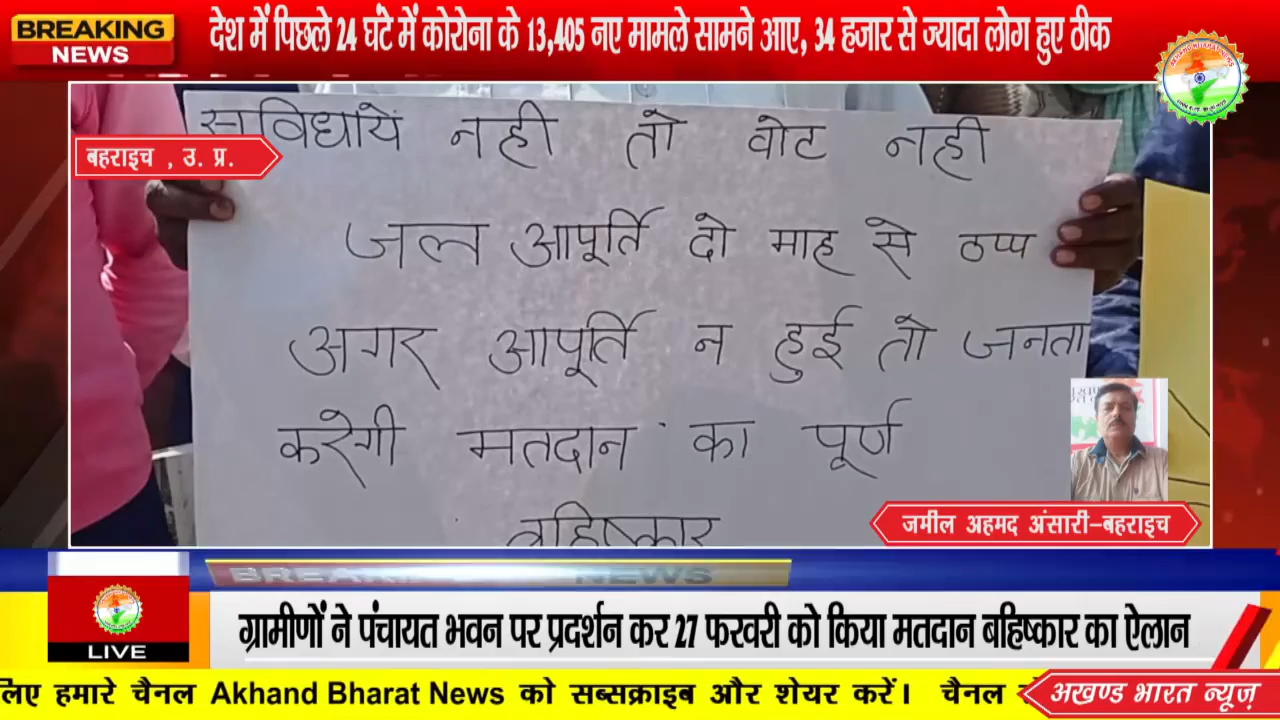 BREAKING
NEWS
देश में पिछले 24 घंटे में कोरोना के 13,405 नए मामले सामने आए, 34 हजार से ज्यादा लोग हुए ठीक
बहराइच , उ. प्र.
सुविधायें नही तो वोट नही
जल आपूर्ति दो माह से ठप्प
अगर आपूर्ति न हुई तो जनता
करेगी मतदान का पूर्ण
बहिष्कार
जमील अहमद अंसारी-बहराइच
BREAKING NEWS
LIVE
ग्रामीणों ने पंचायत भवन पर प्रदर्शन कर 27 फरवरी को किया मतदान बहिष्कार का ऐलान
लिए हमारे चैनल Akhand Bharat News को सब्सक्राइब और शेयर करें। चैनल
अखण्ड भारत न्यूज़